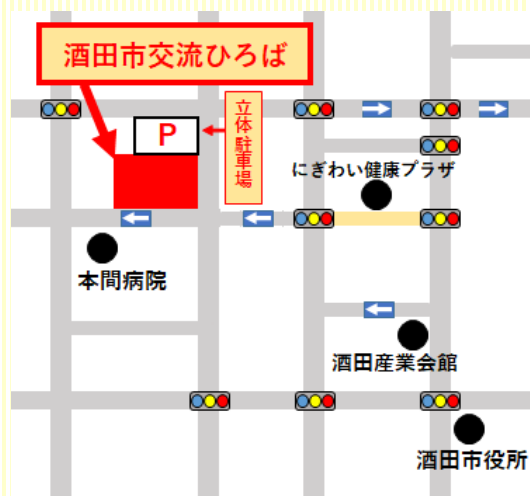 酒田市交流ひろば
P
立体駐車場
にぎわい健康プラザ
本間病院
酒田産業会館
酒田市役所